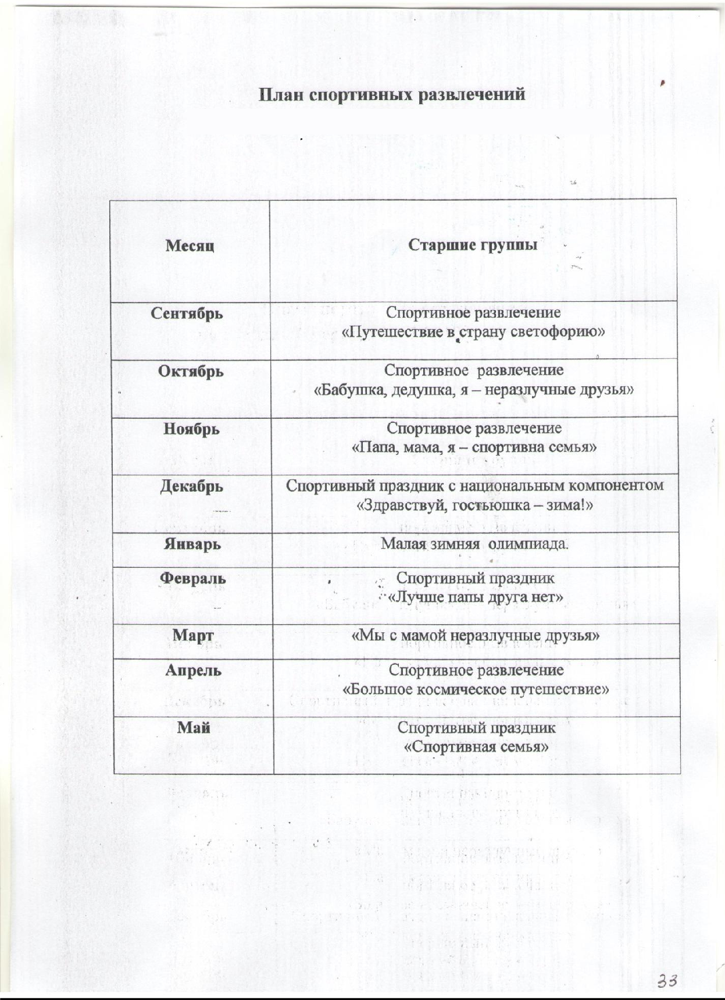 План спортивных развлечений
Месяц
Старшие группы
Сентябрь
Спортивное развлечение
«Путешествие в страну светофорию»
Октябрь
Спортивное развлечение
«Бабушка, дедушка, я – неразлучные друзья»
Ноябрь
Спортивное развлечение
«Папа, мама, я – спортивна семья»
Декабрь
Спортивный праздник с национальным компонентом
«Здравствуй, гостьюшка – зима!»
Январь
Малая зимняя олимпиада.
Февраль
Спортивный праздник
«Лучше папы друга нет»
Март
«Мы с мамой неразлучные друзья»
Апрель
Спортивное развлечение
«Большое космическое путешествие»
Май
Спортивный праздник
«Спортивная семья»
33